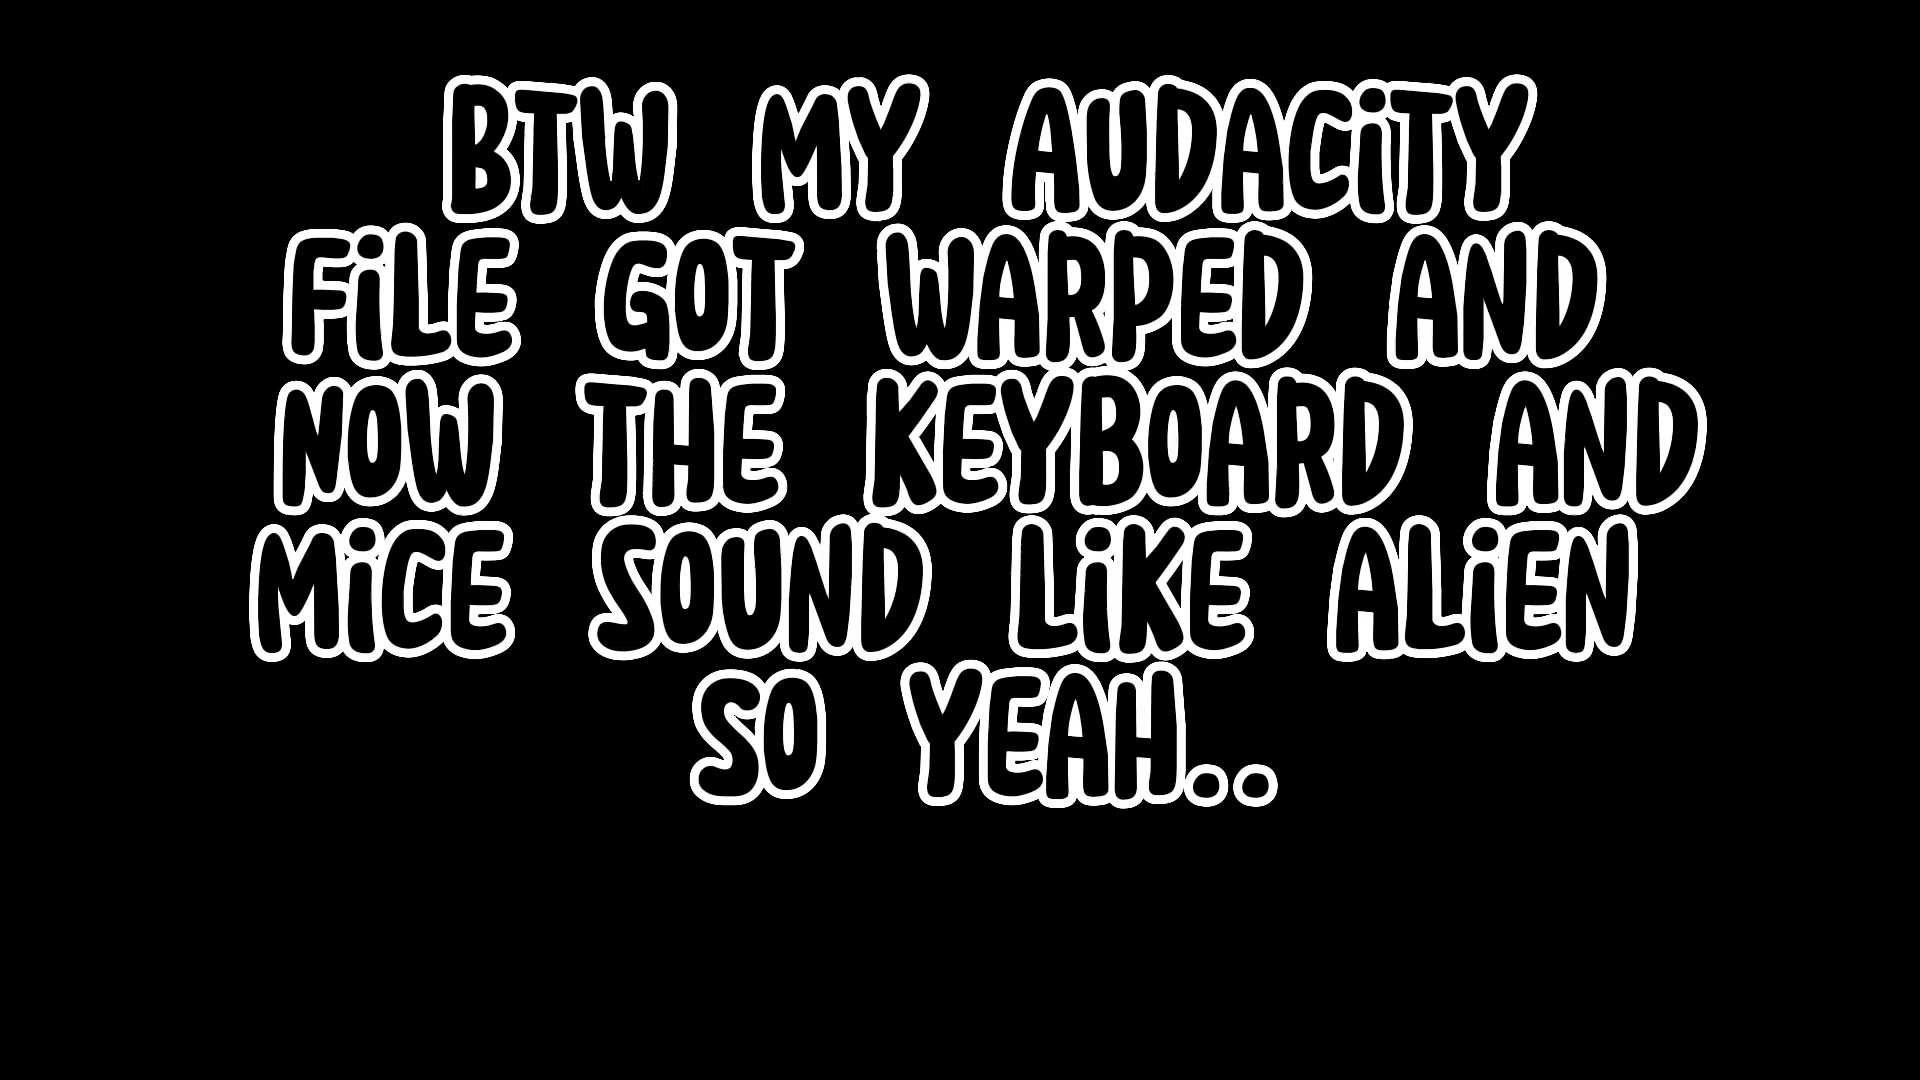 BTW MY AUDACiTY
FiLE GOT WARPED AND
NOW THE KEYBOARD AND
MiCE SOUND LiKE ALiEN
SO YEAH..